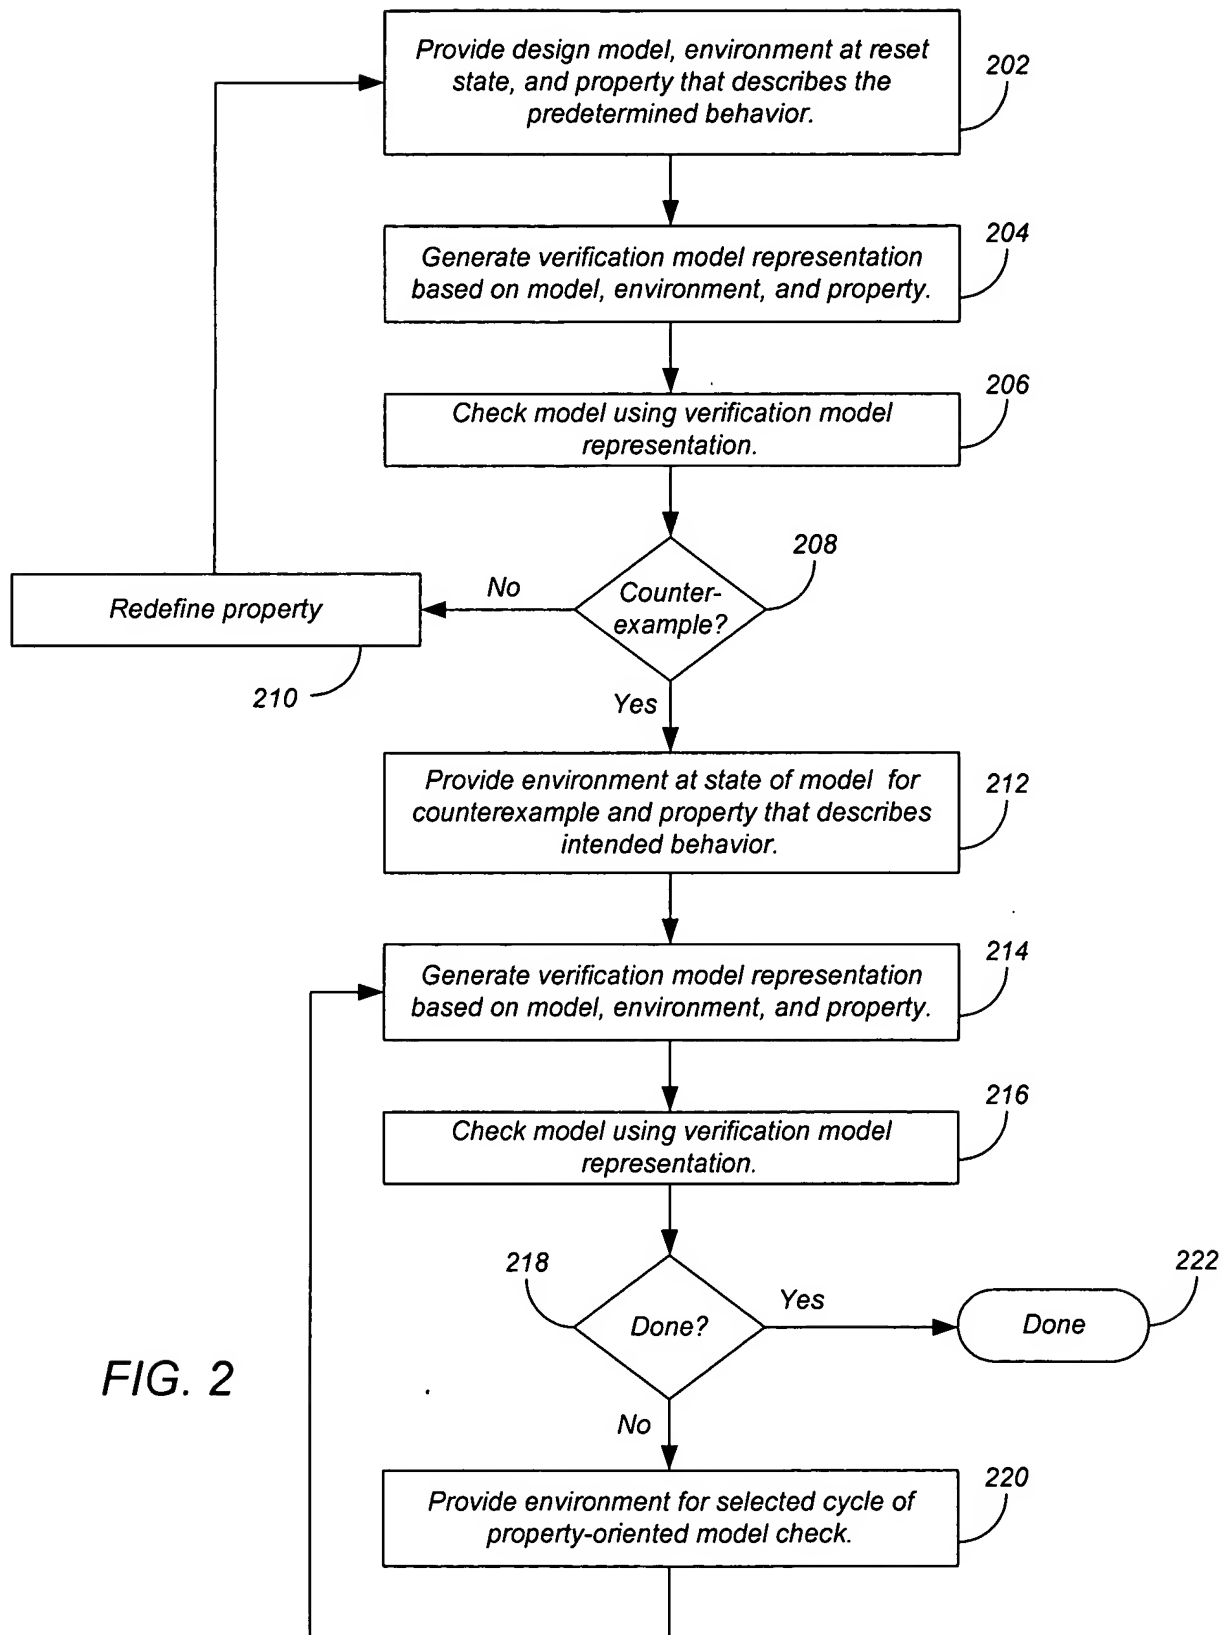 Provide design model, environment at reset
state, and property that describes the
predetermined behavior.
202
Generate verification model representation
based on model, environment, and property.
204
Check model using verification model
representation.
206
Counter-
example?
208
No
Redefine property
210
Yes
Provide environment at state of model for
counterexample and property that describes
intended behavior.
212
Generate verification model representation
based on model, environment, and property.
214
Check model using verification model
representation.
216
218
Done?
Yes
Done
222
FIG. 2
No
Provide environment for selected cycle of
property-oriented model check.
220